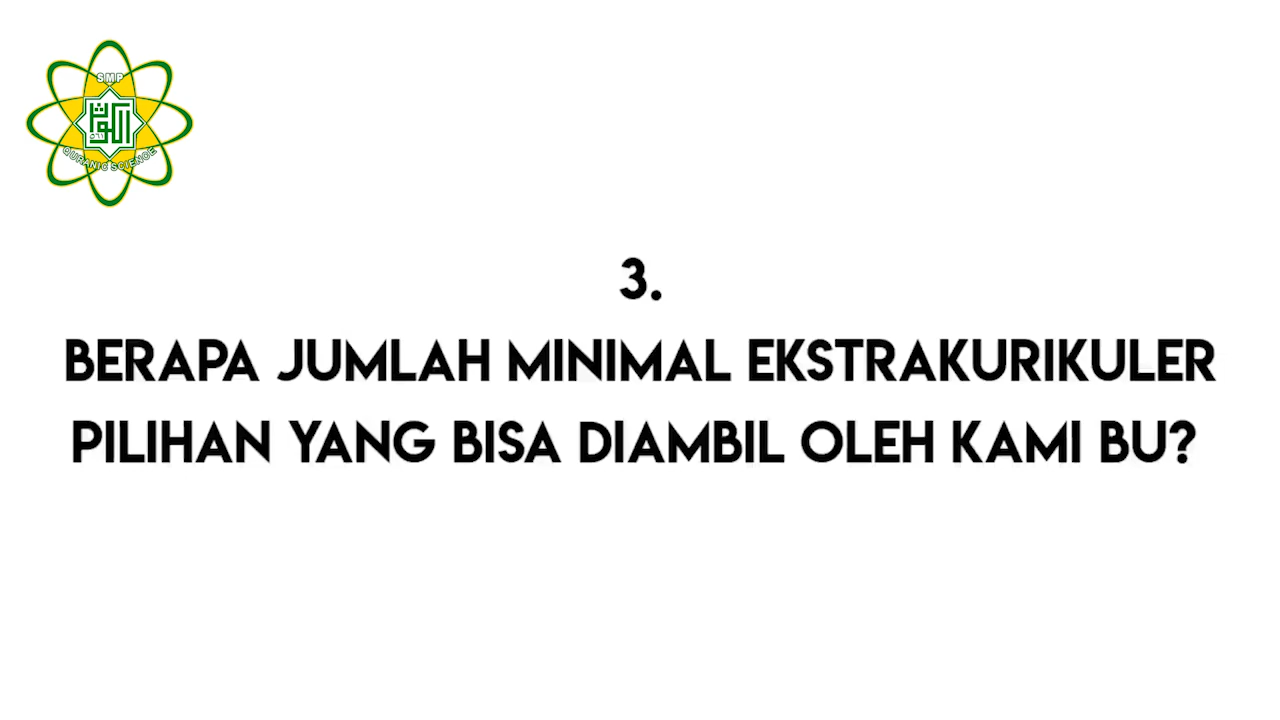 SMP
QURANIC SCIENCE
3.
BERAPA JUMLAH MINIMAL EKSTRAKURIKULER
PILIHAN YANG BISA DIAMBIL OLEH KAMI BU?